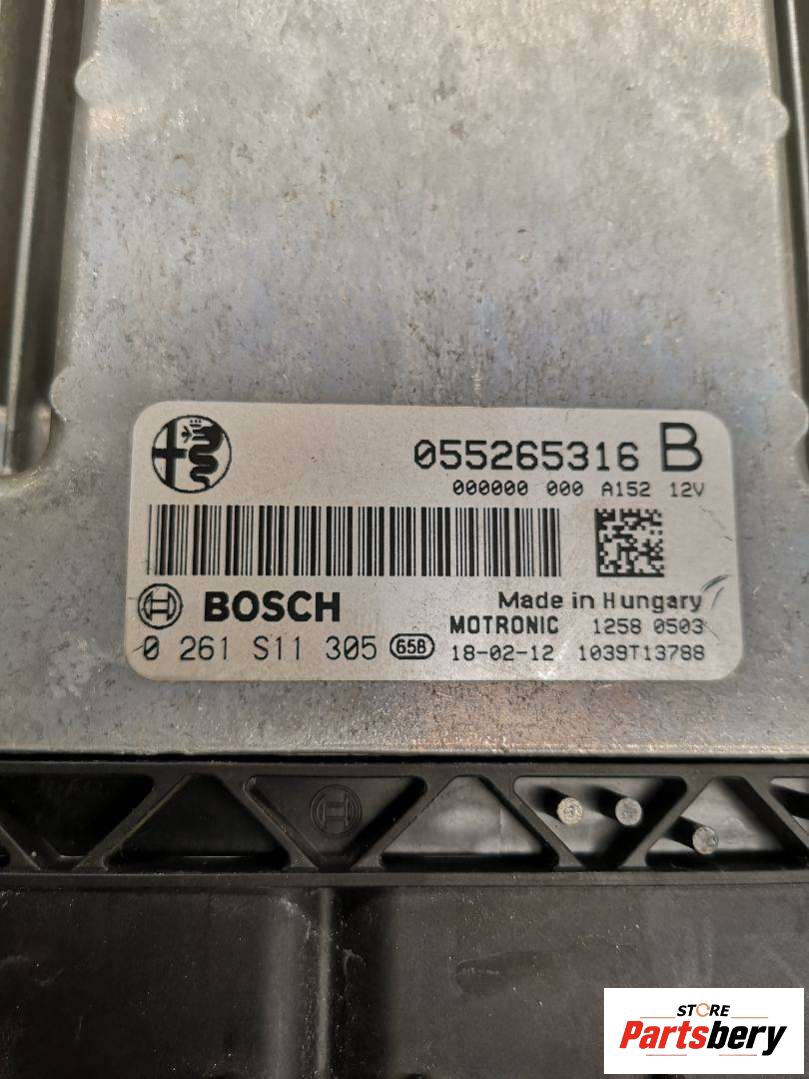 055265316 B
000000 000 A152 12V
BOSCH
Made in Hungary
MOTRONIC 1258 0503
0 261 S11 305 658 18-02-12 1039T13788
STORE
Partsbery